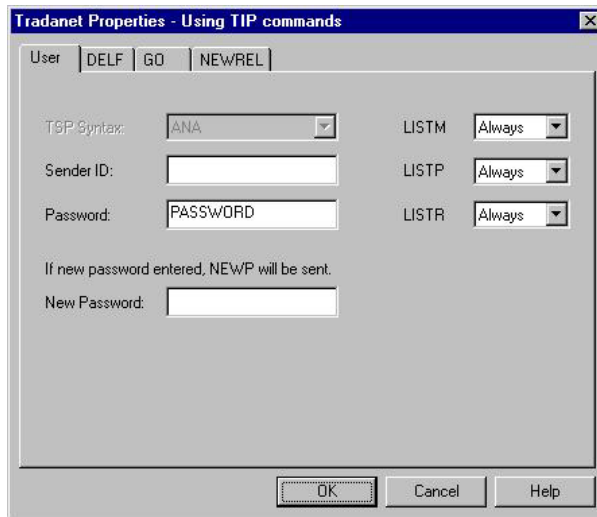 Tradanet Properties - Using TIP commands
User DELF GO NEWREL
TSP Syntax: ANA LISTM Always
Sender ID: LISTP Always
Password: PASSWORD LISTR Always
If new password entered, NEWP will be sent.
New Password:
OK Cancel Help